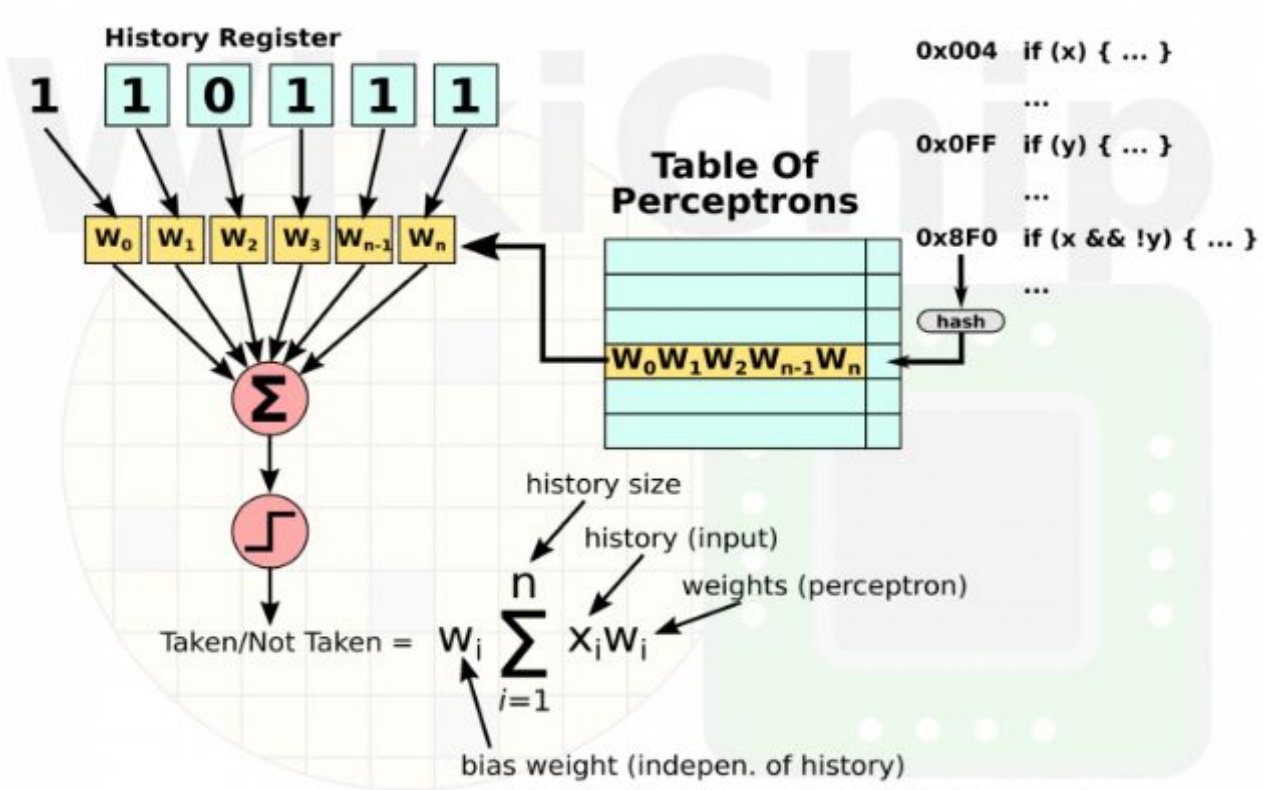 WikiChip
History Register
1 1 0 1 1 1
W₀ W₁ W₂ W₃ Wₙ₋₁ Wₙ
Σ
Taken/Not Taken = wᵢ Σ xᵢwᵢ
n
i=1
history size
history (input)
weights (perceptron)
bias weight (indepen. of history)
Table Of
Perceptrons
W₀W₁W₂Wₙ₋₁Wₙ
0x004 if (x) { ... }
...
0x0FF if (y) { ... }
...
0x8F0 if (x && !y) { ... }
...
hash